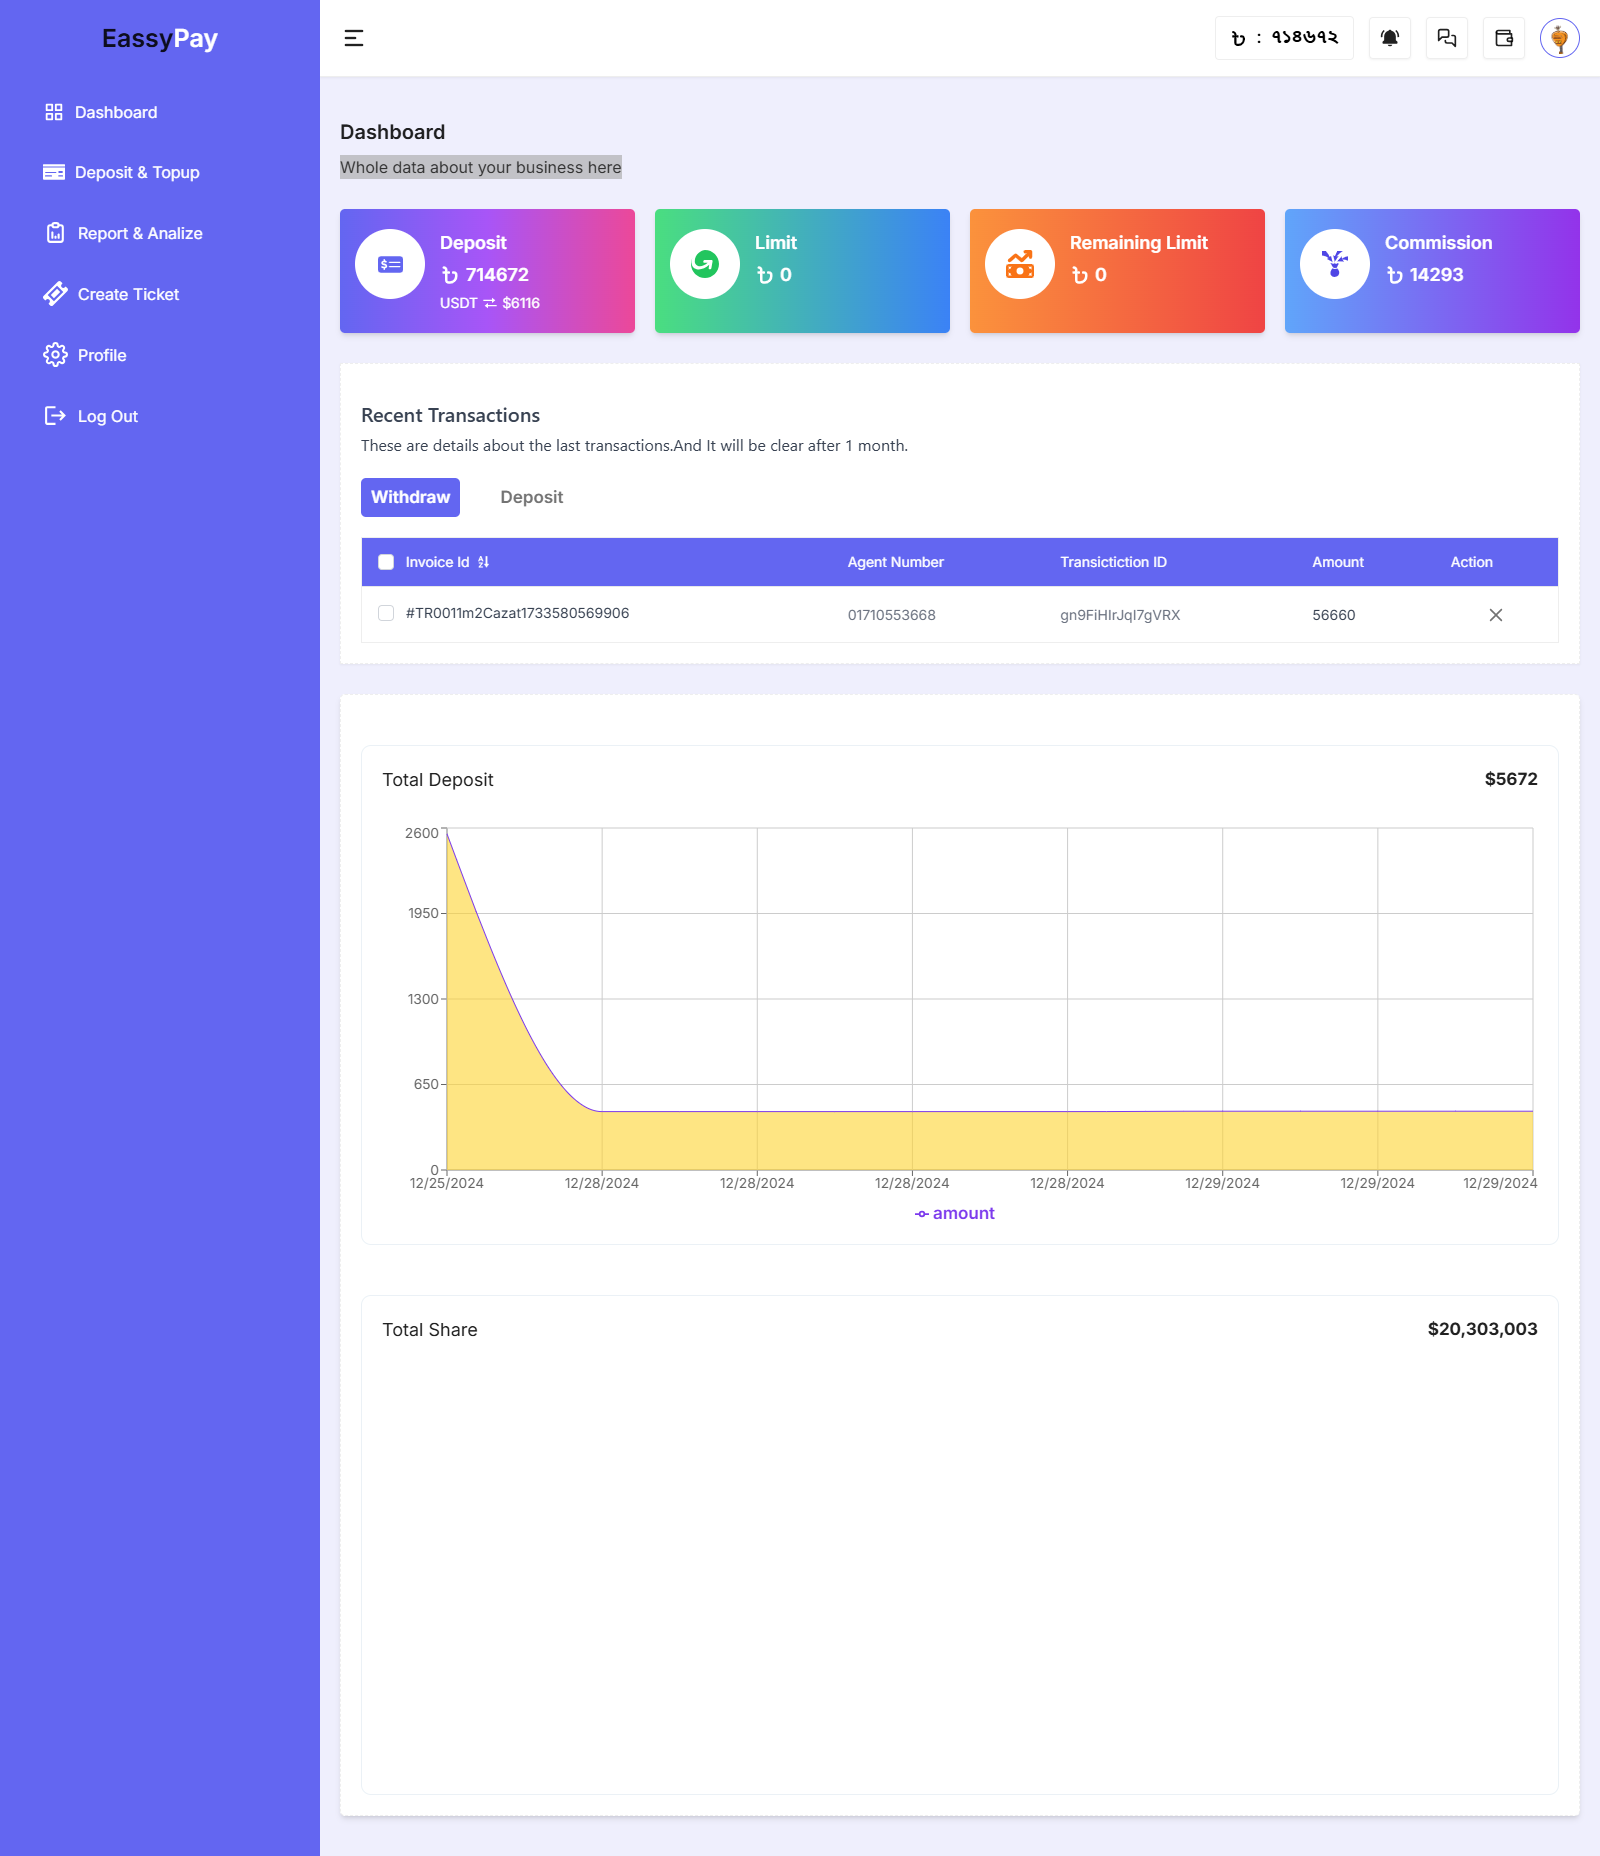 EassyPay
Dashboard
Deposit & Topup
Report & Analize
Create Ticket
Profile
Log Out
৳ : ৭১৪৬৭২
Dashboard
Whole data about your business here
Deposit
৳ 714672
USDT ⇄ $6116
Limit
৳ 0
Remaining Limit
৳ 0
Commission
৳ 14293
Recent Transactions
These are details about the last transactions.And It will be clear after 1 month.
Withdraw Deposit
Invoice Id Agent Number Transictiction ID Amount Action
#TR0011m2Cazat1733580569906 01710553668 gn9FiHIrJqI7gVRX 56660
Total Deposit $5672
2600
1950
1300
650
0
12/25/2024 12/28/2024 12/28/2024 12/28/2024 12/28/2024 12/29/2024 12/29/2024 12/29/2024
amount
Total Share $20,303,003